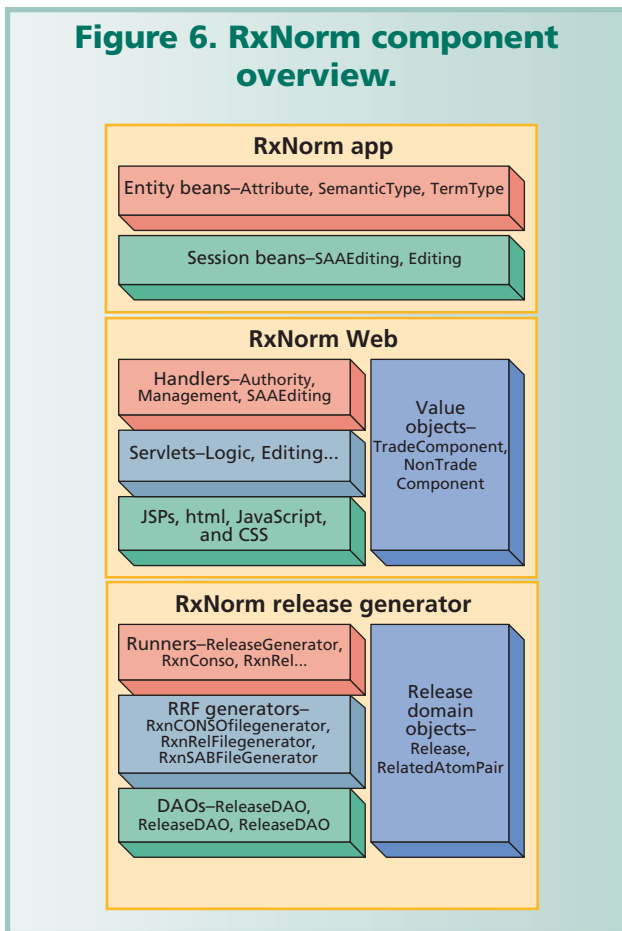 Figure 6. RxNorm component
overview.
RxNorm app
Entity beans–Attribute, SemanticType, TermType
Session beans–SAAEditing, Editing
RxNorm Web
Handlers–Authority,
Management, SAAEditing
Servlets–Logic, Editing...
JSPs, html, JavaScript,
and CSS
Value
objects–
TradeComponent,
NonTrade
Component
RxNorm release generator
Runners–ReleaseGenerator,
RxnConso, RxnRel...
RRF generators–
RxnCONSOfilegenerator,
RxnRelFilegenerator,
RxnSABFileGenerator
DAOs–ReleaseDAO,
ReleaseDAO, ReleaseDAO
Release
domain
objects–
Release,
RelatedAtomPair